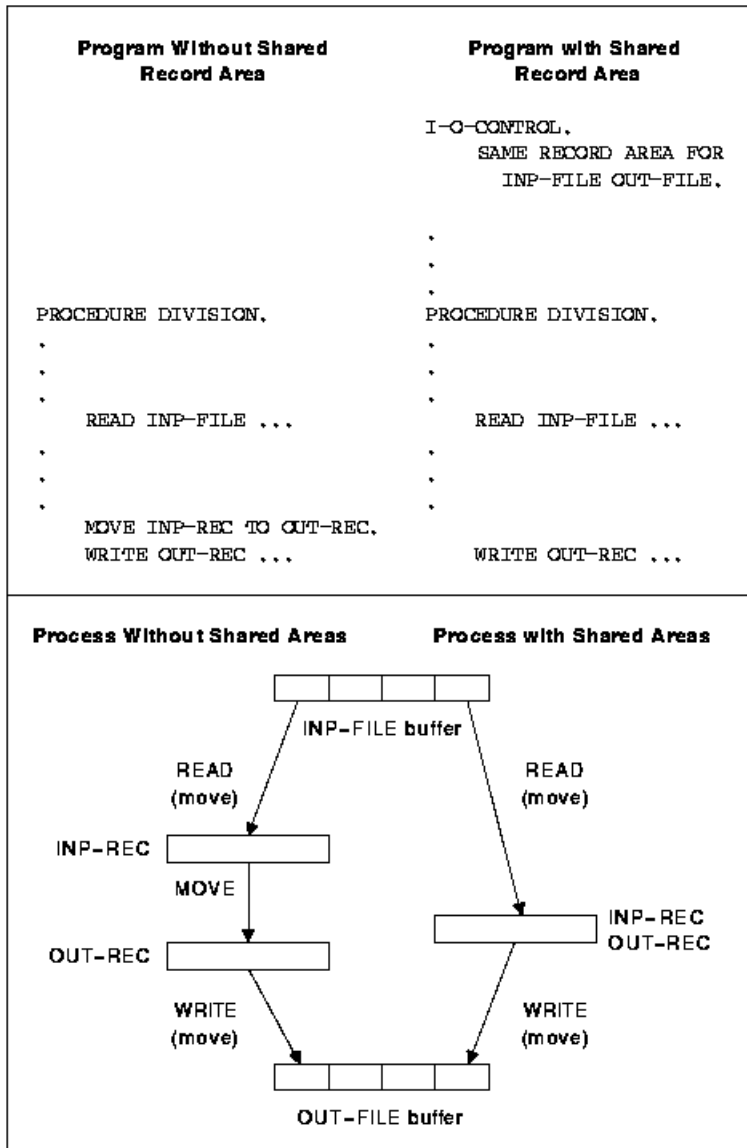 Program Without Shared
Record Area
Program with Shared
Record Area
I-O-CONTROL.
SAME RECORD AREA FOR
INP-FILE OUT-FILE.
.
.
.
PROCEDURE DIVISION.
PROCEDURE DIVISION.
.
.
.
.
.
.
READ INP-FILE ...
READ INP-FILE ...
.
.
.
.
.
.
MOVE INP-REC TO OUT-REC.
WRITE OUT-REC ...
WRITE OUT-REC ...
Process Without Shared Areas
Process with Shared Areas
INP-FILE buffer
READ
(move)
READ
(move)
INP-REC
MOVE
INP-REC
OUT-REC
OUT-REC
WRITE
(move)
WRITE
(move)
OUT-FILE buffer